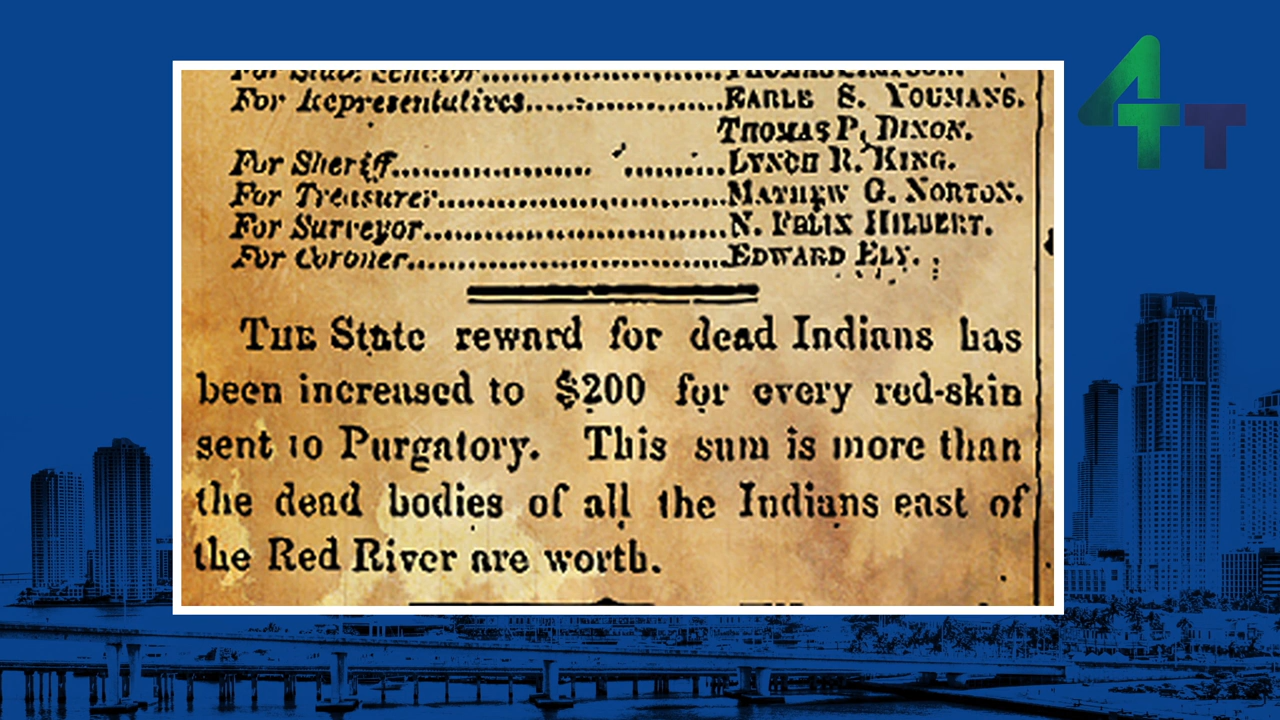 4T
For Representatives..............................EARLE S. YOUMANS.
THOMAS P. DIXON.
For Sheriff..............................LYNCH R. KING.
For Treasurer..............................MATHEW G. NORTON.
For Surveyor..............................N. FELIX HILBERT.
For Coroner..............................EDWARD ELY.
THE State reward for dead Indians has
been increased to $200 for every red-skin
sent to Purgatory. This sum is more than
the dead bodies of all the Indians east of
the Red River are worth.